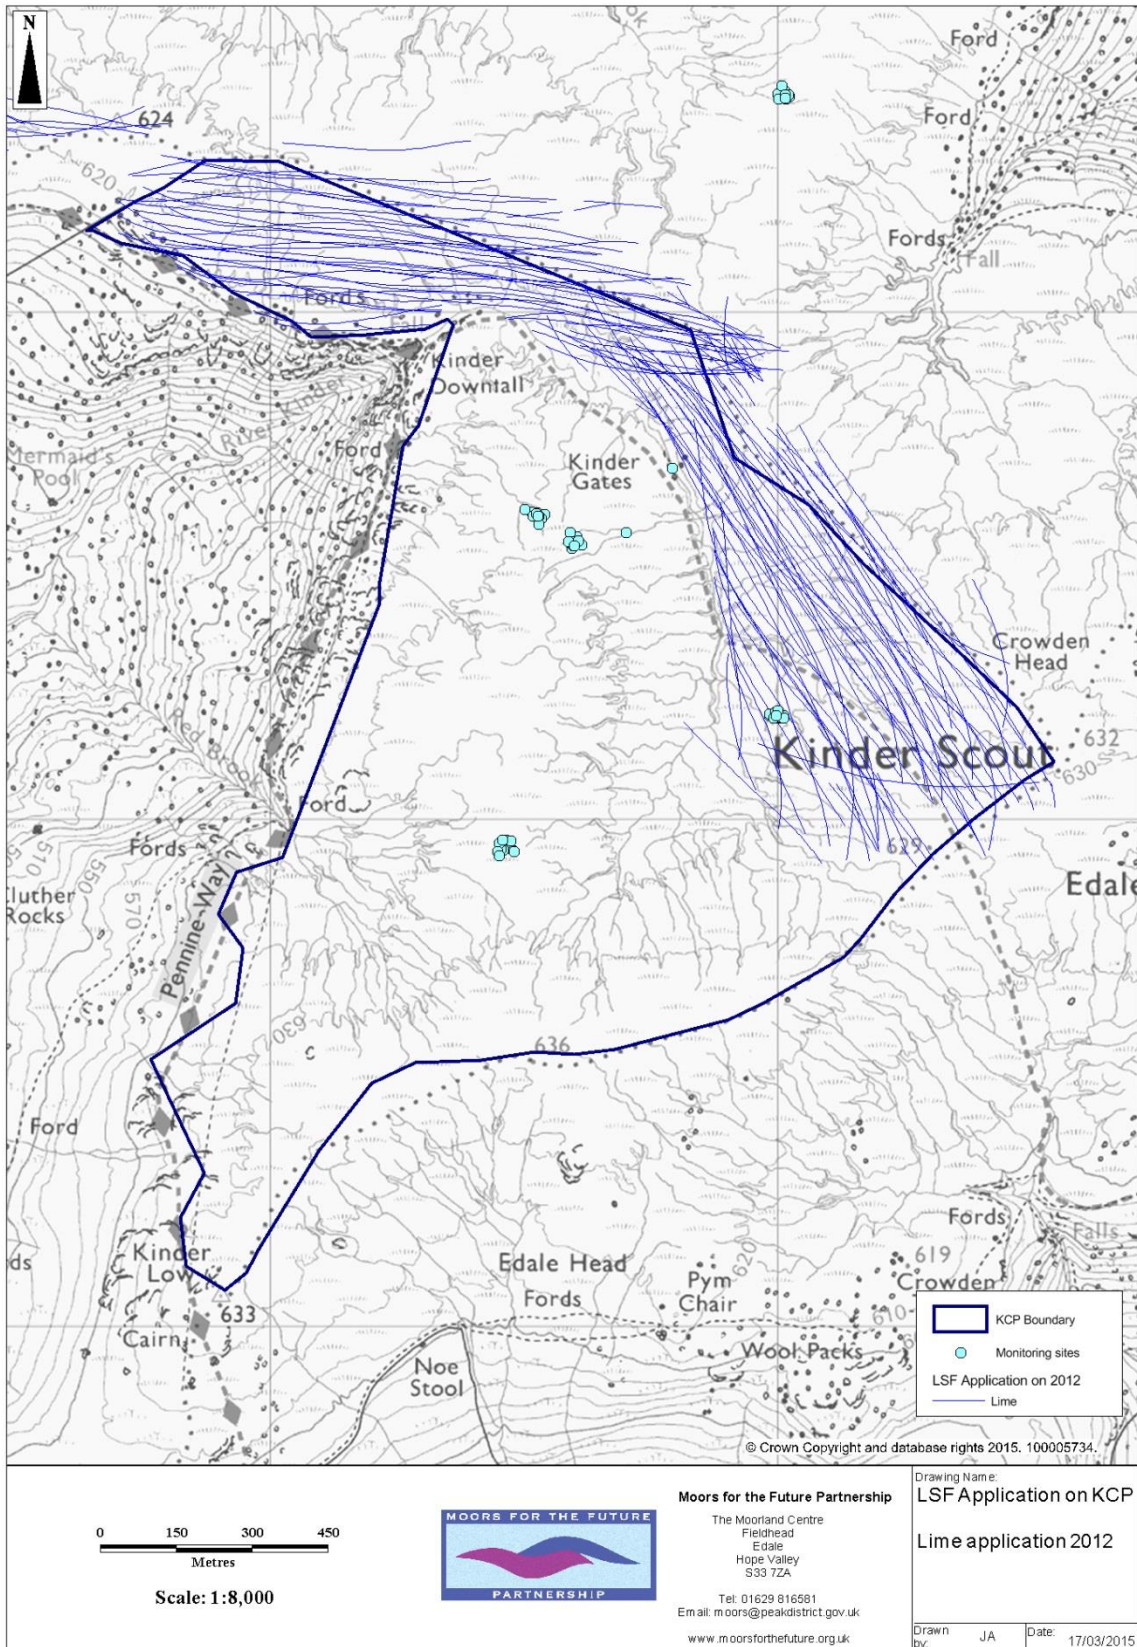 N
Ford
Ford
Ford
Fords
Fall
624
620
Fords
Fall
Kinder
Downfall
River Kinder
Mermaid's
Pool
Ford
Kinder
Gates
Crowden
Head
Red Brook
Kinder Scout
632
630
Ford
Fords
510
550
570
629
Edale
Cluther
Rocks
Pennine Way
630
636
Ford
Fords
Falls
Kinder
Low
633
Cairn
Edale Head
Fords
620
Pym
Chair
619
Crowden
610
Noe
Stool
Wool Packs
ds
KCP Boundary
Monitoring sites
LSF Application on 2012
Lime
© Crown Copyright and database rights 2015. 100005734.
0 150 300 450
Metres
Scale: 1:8,000
MOORS FOR THE FUTURE
PARTNERSHIP
Moors for the Future Partnership
The Moorland Centre
Fieldhead
Edale
Hope Valley
S33 7ZA
Tel: 01629 816581
Email: moors@peakdistrict.gov.uk
www.moorsforthefuture.org.uk
Drawing Name:
LSF Application on KCP
Lime application 2012
Drawn by: JA Date: 17/03/2015